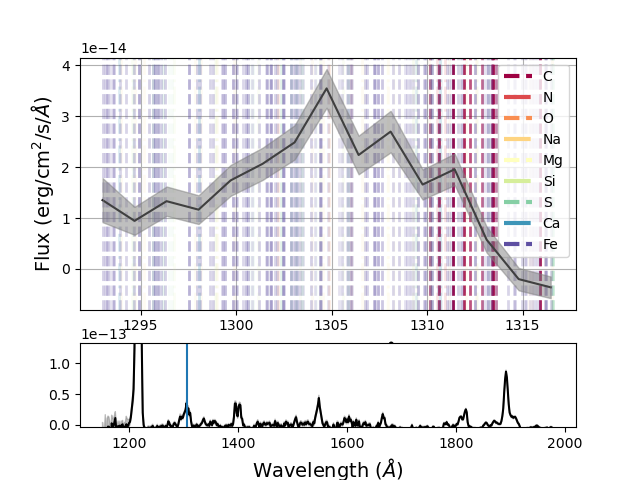 1e−14
Flux (erg/cm²/s/Å)
4
3
2
1
0
C
N
O
Na
Mg
Si
S
Ca
Fe
1295 1300 1305 1310 1315
1e−13
1.0
0.5
0.0
1200 1400 1600 1800 2000
Wavelength (Å)